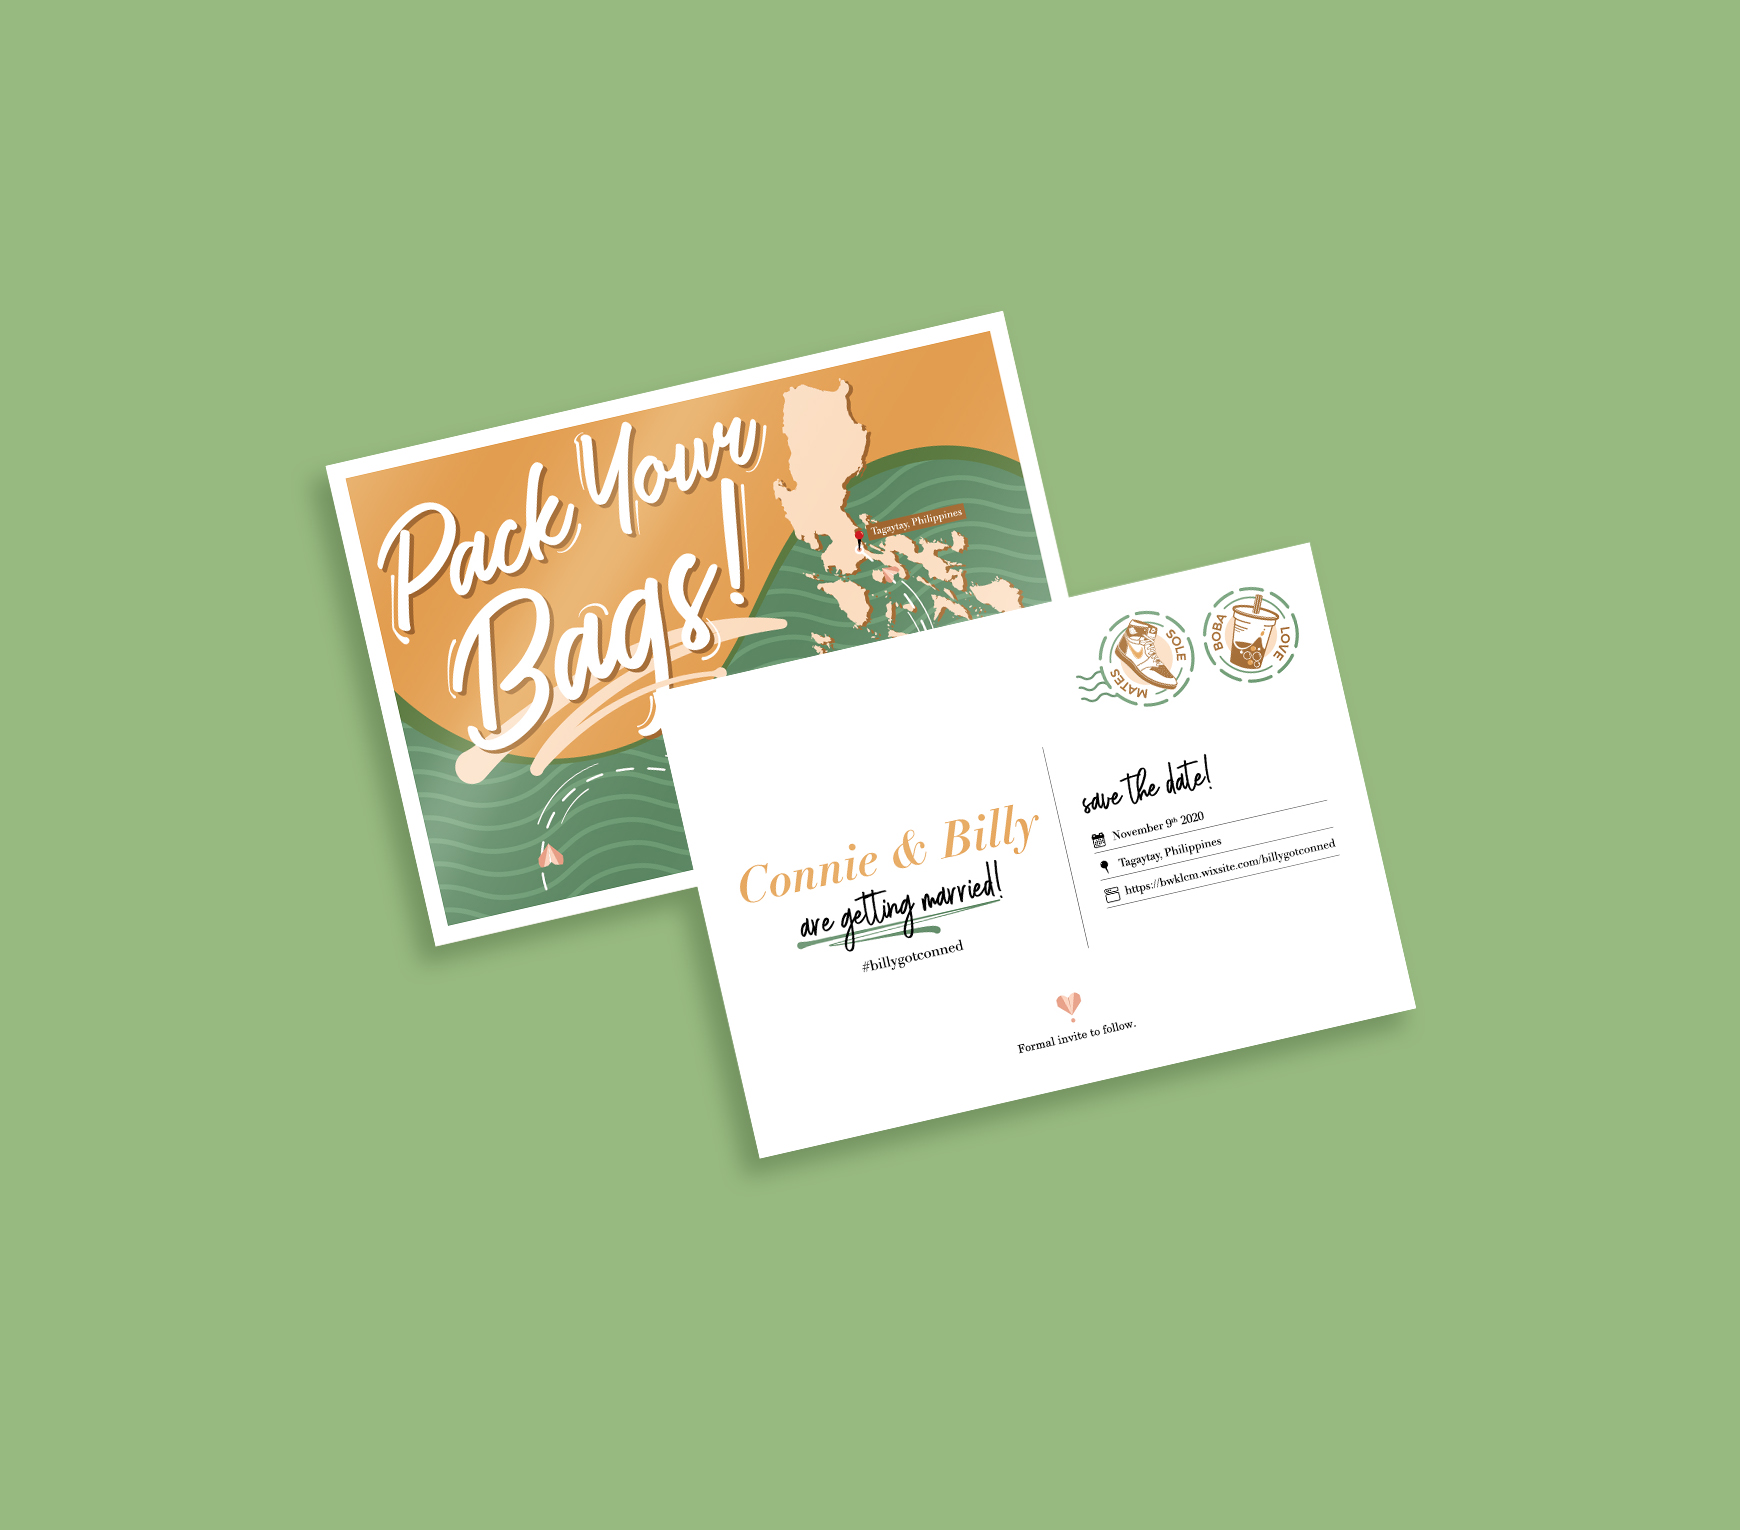 Pack Your
Bags!
Tagaytay, Philippines
SOLE
MATES
BOBA
LOVE
Connie & Billy
are getting married!
#billygotconned
save the date!
November 9th 2020
Tagaytay, Philippines
https://bwklcm.wixsite.com/billygotconned
Formal invite to follow.